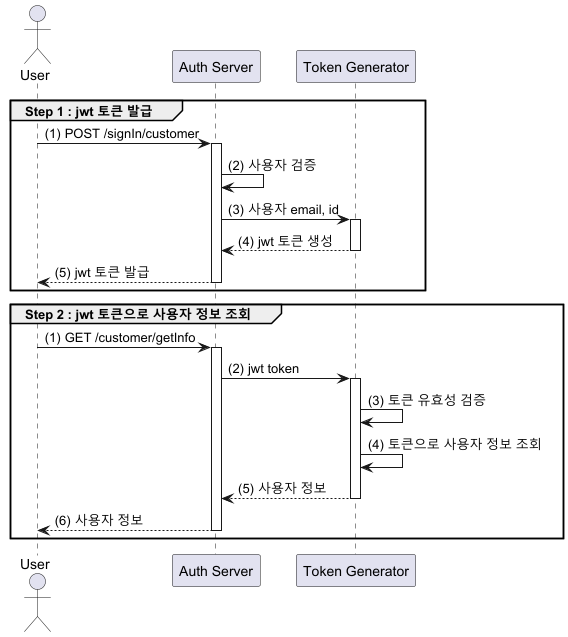 User
Auth Server
Token Generator
Step 1 : jwt 토큰 발급
(1) POST /signIn/customer
(2) 사용자 검증
(3) 사용자 email, id
(4) jwt 토큰 생성
(5) jwt 토큰 발급
Step 2 : jwt 토큰으로 사용자 정보 조회
(1) GET /customer/getInfo
(2) jwt token
(3) 토큰 유효성 검증
(4) 토큰으로 사용자 정보 조회
(5) 사용자 정보
(6) 사용자 정보
User
Auth Server
Token Generator